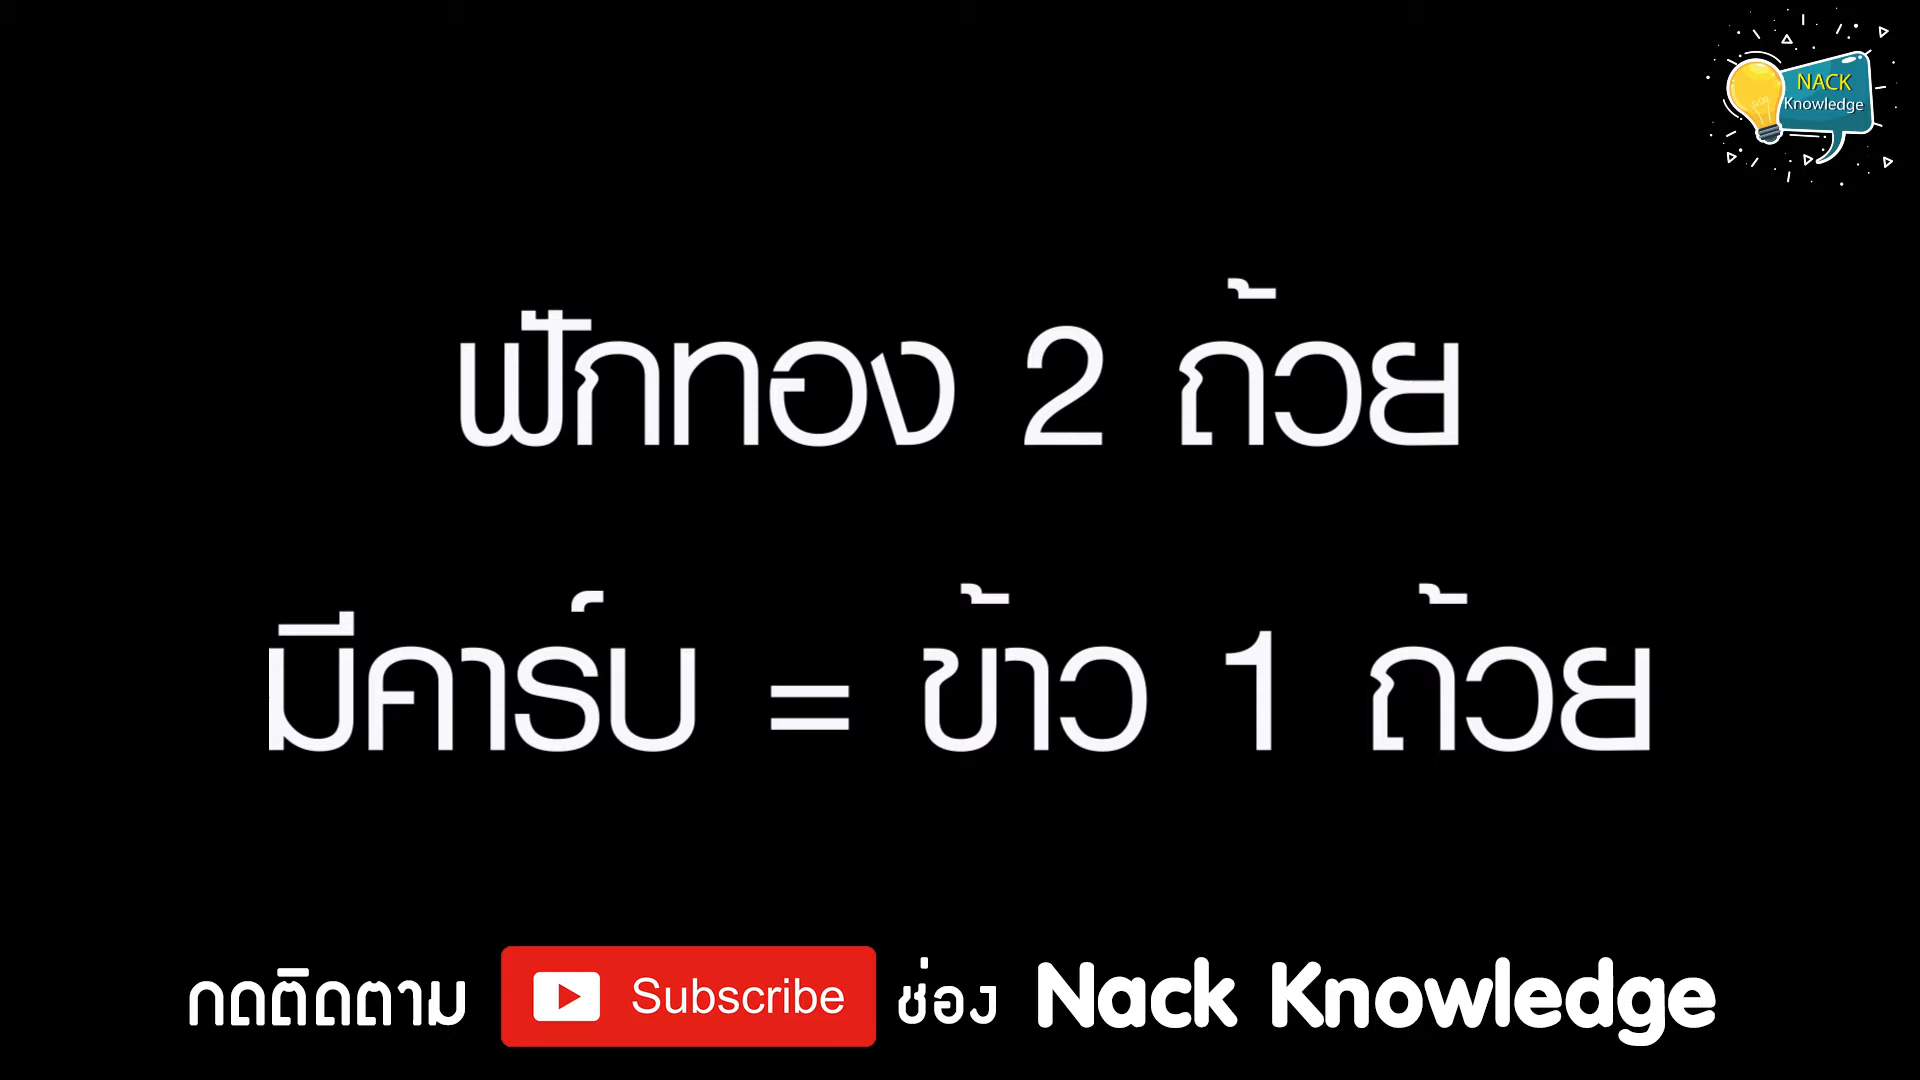 NACK
Knowledge
ฟักทอง 2 ถ้วย
มีคาร์บ = ข้าว 1 ถ้วย
กดติดตาม Subscribe ช่อง Nack Knowledge